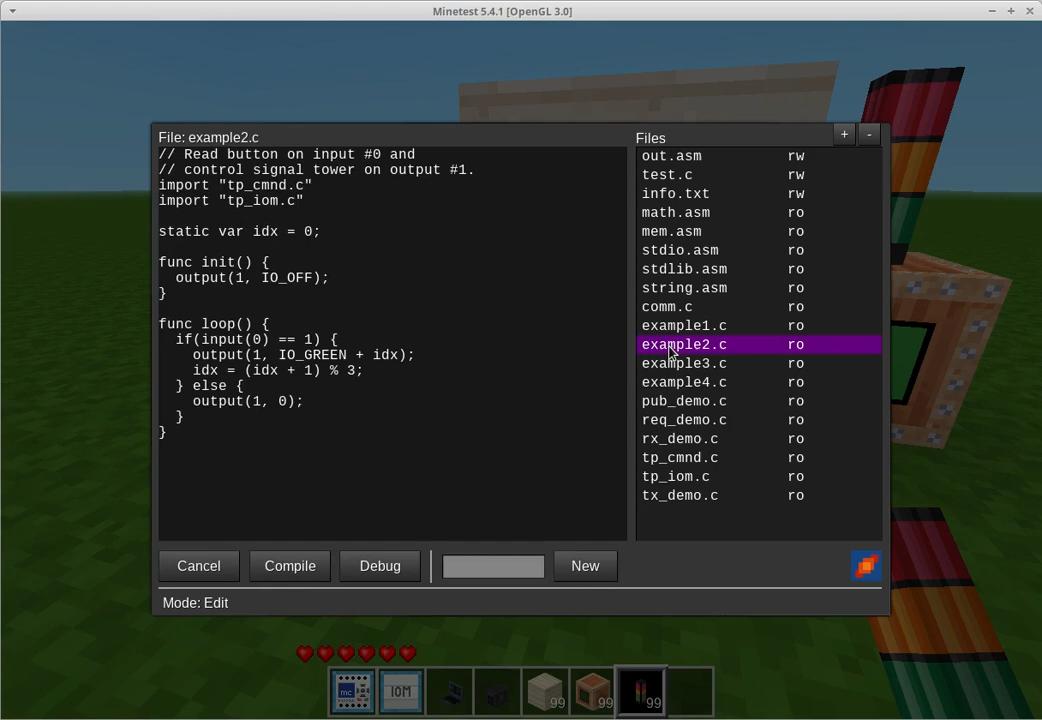 Minetest 5.4.1 [OpenGL 3.0]
File: example2.c
// Read button on input #0 and
// control signal tower on output #1.
import "tp_cmnd.c"
import "tp_iom.c"
static var idx = 0;
func init() {
output(1, IO_OFF);
}
func loop() {
if(input(0) == 1) {
output(1, IO_GREEN + idx);
idx = (idx + 1) % 3;
} else {
output(1, 0);
}
}
Files
+ -
out.asm rw
test.c rw
info.txt rw
math.asm ro
mem.asm ro
stdio.asm ro
stdlib.asm ro
string.asm ro
comm.c ro
example1.c ro
example2.c ro
example3.c ro
example4.c ro
pub_demo.c ro
req_demo.c ro
rx_demo.c ro
tp_cmnd.c ro
tp_iom.c ro
tx_demo.c ro
Cancel Compile Debug New
Mode: Edit
mc IOM 99 99 99